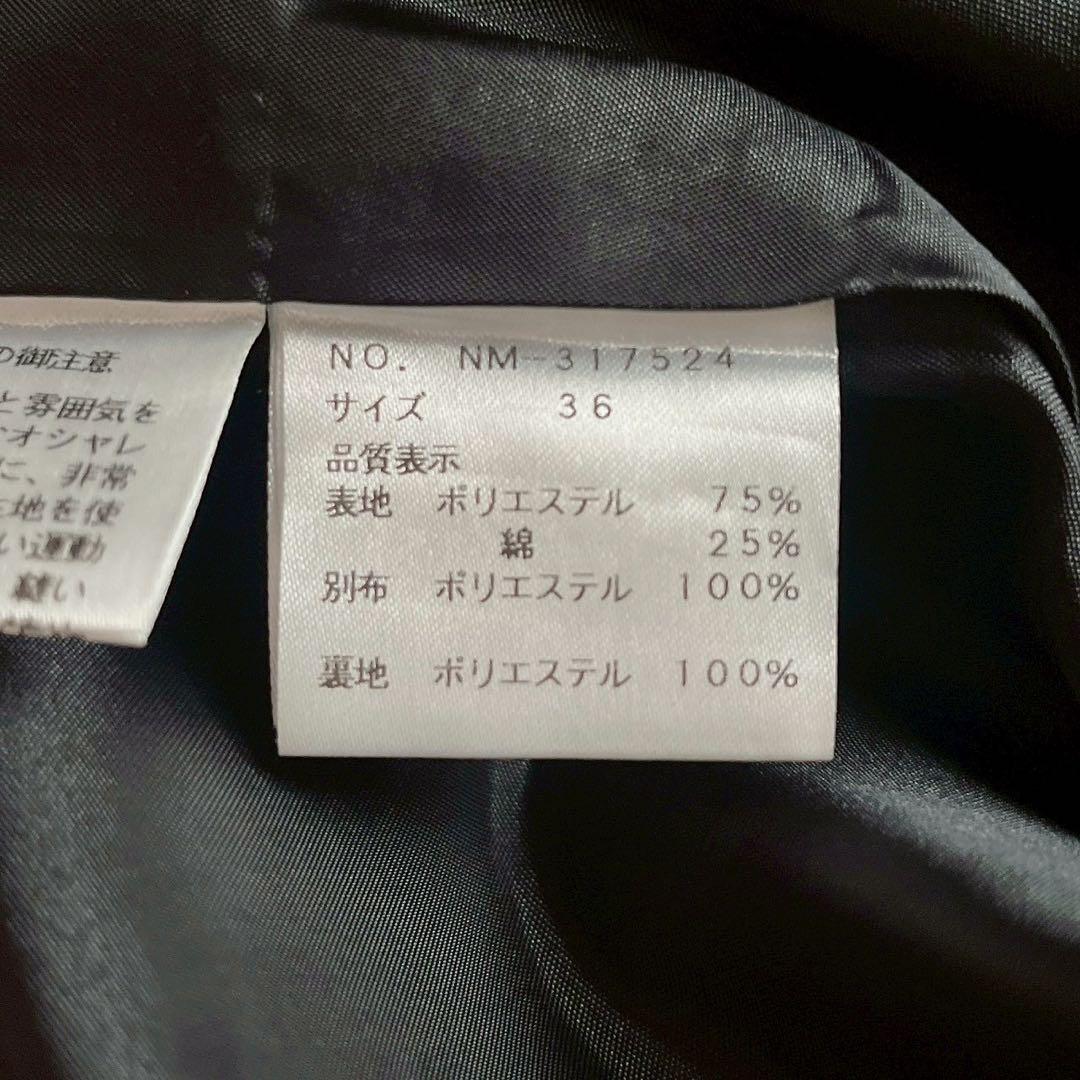 の御注意
と雰囲気を
オシャレ
に、非常
地を使
い運動
縫い
NO. NM-317524
サイズ 36
品質表示
表地 ポリエステル 75%
綿 25%
別布 ポリエステル 100%
裏地 ポリエステル 100%